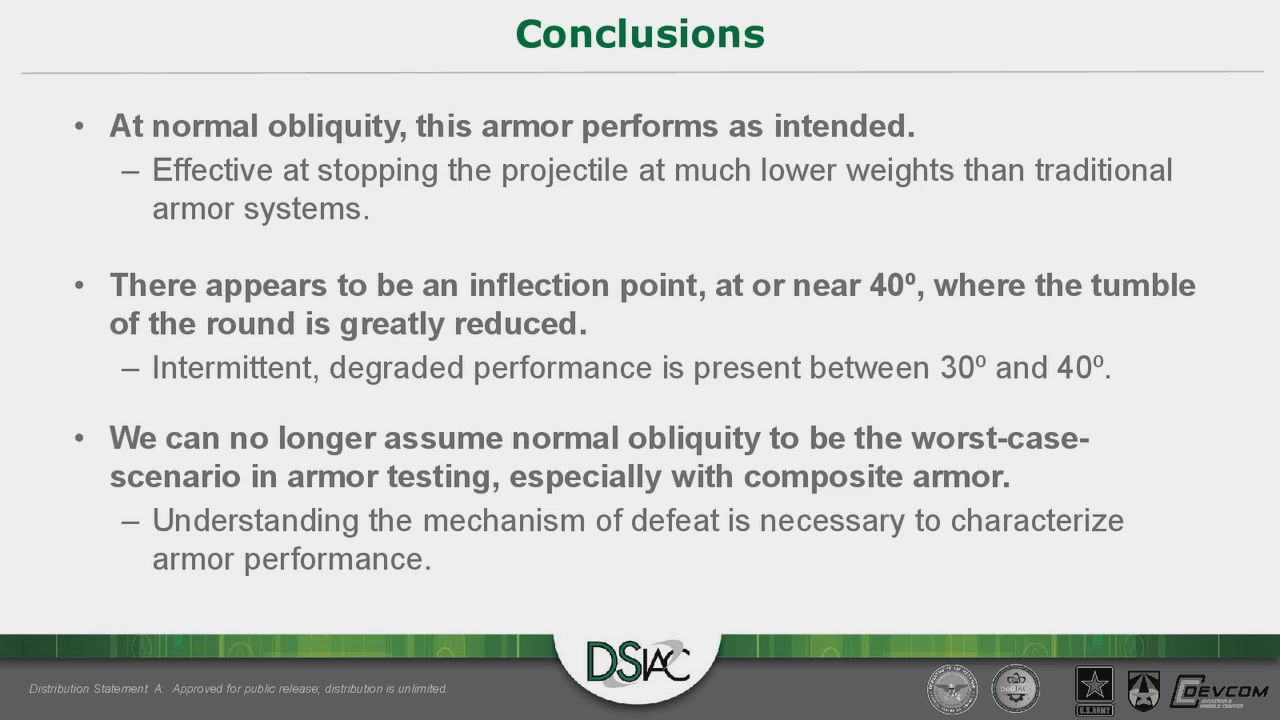 Conclusions
• At normal obliquity, this armor performs as intended.
– Effective at stopping the projectile at much lower weights than traditional
armor systems.
• There appears to be an inflection point, at or near 40º, where the tumble
of the round is greatly reduced.
– Intermittent, degraded performance is present between 30º and 40º.
• We can no longer assume normal obliquity to be the worst-case-
scenario in armor testing, especially with composite armor.
– Understanding the mechanism of defeat is necessary to characterize
armor performance.
DSIAC
Distribution Statement A: Approved for public release; distribution is unlimited.
U.S. ARMY
DEVCOM
AVIATION &
MISSILE CENTER